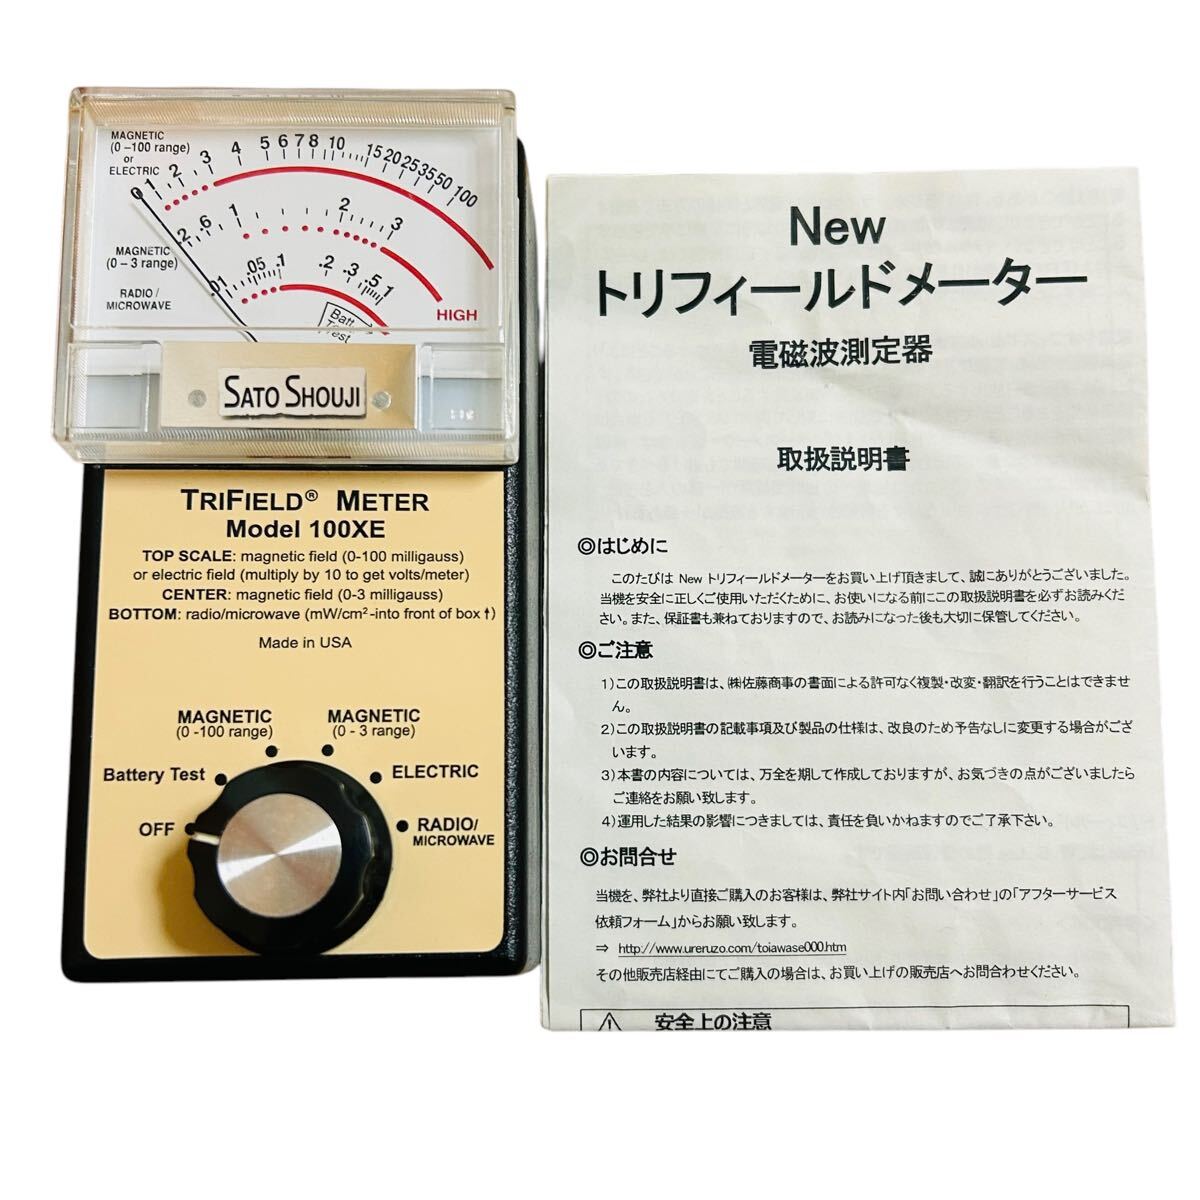 MAGNETIC
(0 –100 range)
or
ELECTRIC
0 1 2 3 4 5 6 7 8 10 15 20 25 35 50 100
.2 .6 1 2 3
MAGNETIC
(0 – 3 range)
.01 .05 .1 .2 .3 .5 1
RADIO /
MICROWAVE
HIGH
Batt
Test
SATO SHOUJI
TRIFIELD® METER
Model 100XE
TOP SCALE: magnetic field (0-100 milligauss)
or electric field (multiply by 10 to get volts/meter)
CENTER: magnetic field (0-3 milligauss)
BOTTOM: radio/microwave (mW/cm²-into front of box †)
Made in USA
MAGNETIC
(0 -100 range)
MAGNETIC
(0 - 3 range)
Battery Test
ELECTRIC
OFF
RADIO/
MICROWAVE
New
トリフィールドメーター
電磁波測定器
取扱説明書
◎はじめに
このたびは New トリフィールドメーターをお買い上げ頂きまして、誠にありがとうございました。
当機を安全に正しくご使用いただくために、お使いになる前にこの取扱説明書を必ずお読みくだ
さい。また、保証書も兼ねておりますので、お読みになった後も大切に保管してください。
◎ご注意
1)この取扱説明書は、㈱佐藤商事の書面による許可なく複製・改変・翻訳を行うことはできませ
ん。
2)この取扱説明書の記載事項及び製品の仕様は、改良のため予告なしに変更する場合がござ
います。
3)本書の内容については、万全を期して作成しておりますが、お気づきの点がございましたら
ご連絡をお願い致します。
4)運用した結果の影響につきましては、責任を負いかねますのでご了承下さい。
◎お問合せ
当機を、弊社より直接ご購入のお客様は、弊社サイト内「お問い合わせ」の「アフターサービス
依頼フォーム」からお願い致します。
⇒ http://www.ureruzo.com/toiawase000.htm
その他販売店経由にてご購入の場合は、お買い上げの販売店へお問合わせください。
安全上の注意